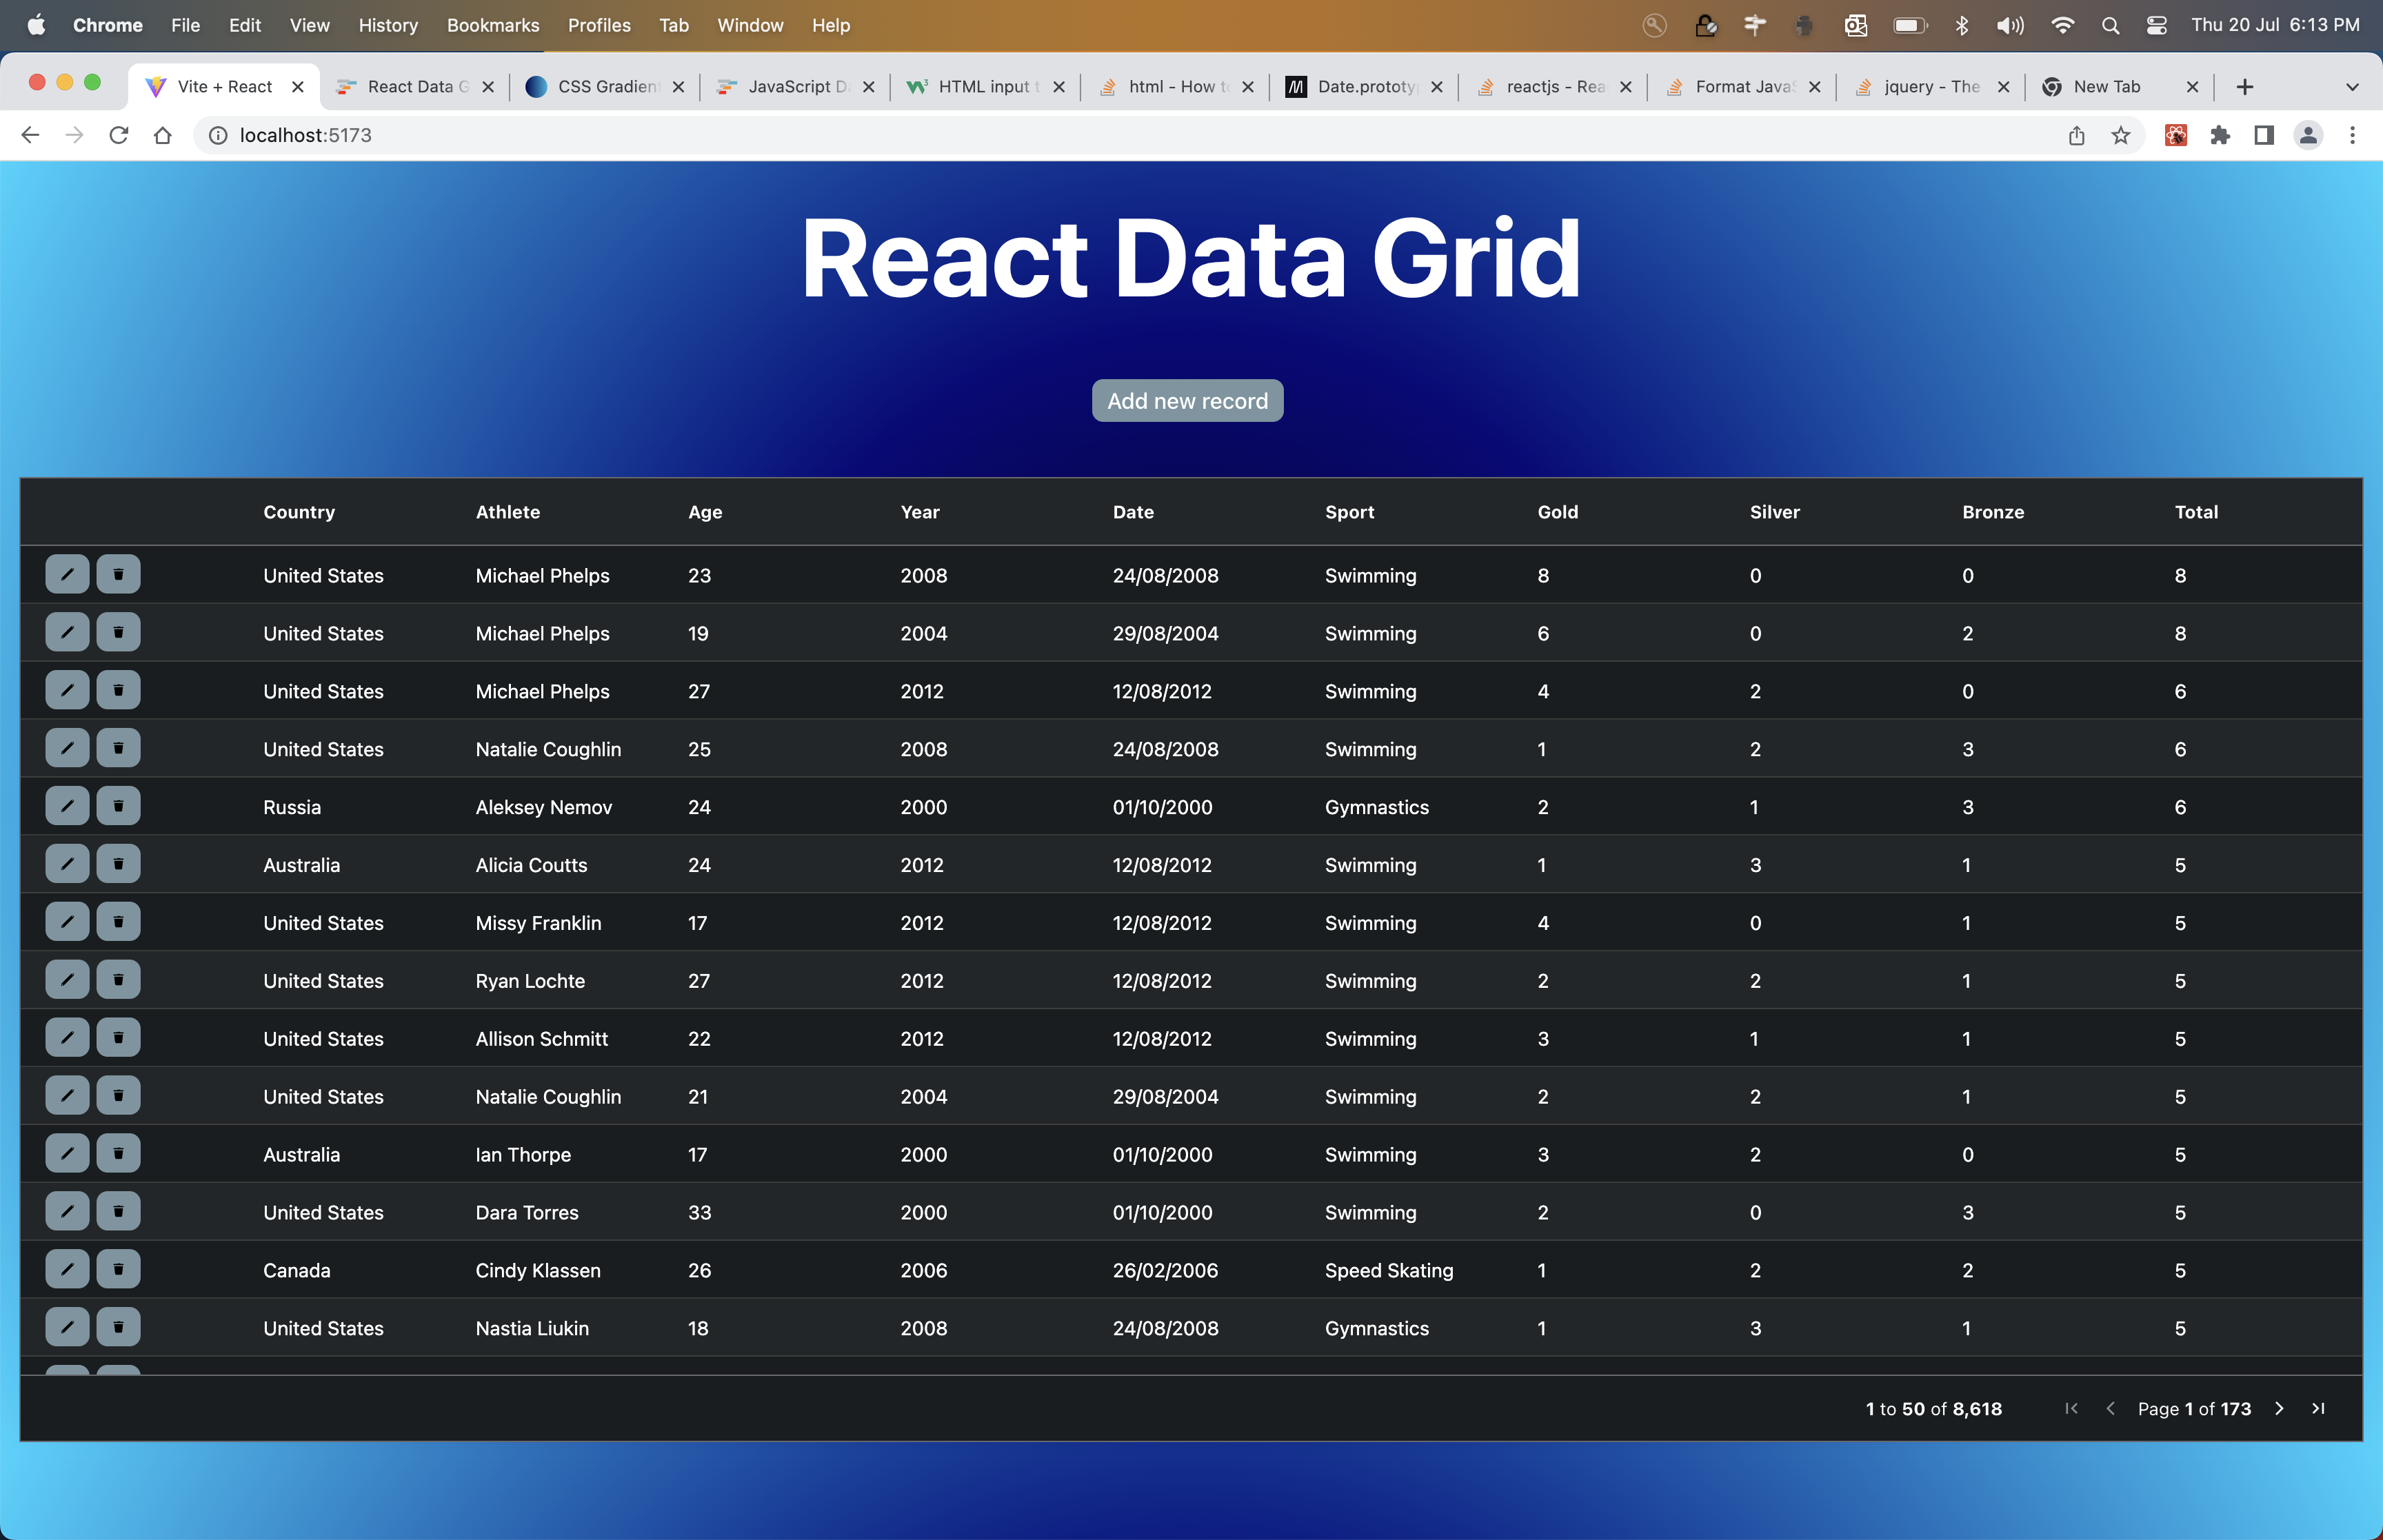 Chrome File Edit View History Bookmarks Profiles Tab Window Help Thu 20 Jul 6:13 PM
Vite + React React Data G CSS Gradien JavaScript D HTML input t html - How to Date.prototyp reactjs - Rea Format JavaS jquery - The New Tab
localhost:5173
React Data Grid
Add new record
Country Athlete Age Year Date Sport Gold Silver Bronze Total
United States Michael Phelps 23 2008 24/08/2008 Swimming 8 0 0 8
United States Michael Phelps 19 2004 29/08/2004 Swimming 6 0 2 8
United States Michael Phelps 27 2012 12/08/2012 Swimming 4 2 0 6
United States Natalie Coughlin 25 2008 24/08/2008 Swimming 1 2 3 6
Russia Aleksey Nemov 24 2000 01/10/2000 Gymnastics 2 1 3 6
Australia Alicia Coutts 24 2012 12/08/2012 Swimming 1 3 1 5
United States Missy Franklin 17 2012 12/08/2012 Swimming 4 0 1 5
United States Ryan Lochte 27 2012 12/08/2012 Swimming 2 2 1 5
United States Allison Schmitt 22 2012 12/08/2012 Swimming 3 1 1 5
United States Natalie Coughlin 21 2004 29/08/2004 Swimming 2 2 1 5
Australia Ian Thorpe 17 2000 01/10/2000 Swimming 3 2 0 5
United States Dara Torres 33 2000 01/10/2000 Swimming 2 0 3 5
Canada Cindy Klassen 26 2006 26/02/2006 Speed Skating 1 2 2 5
United States Nastia Liukin 18 2008 24/08/2008 Gymnastics 1 3 1 5
1 to 50 of 8,618 Page 1 of 173